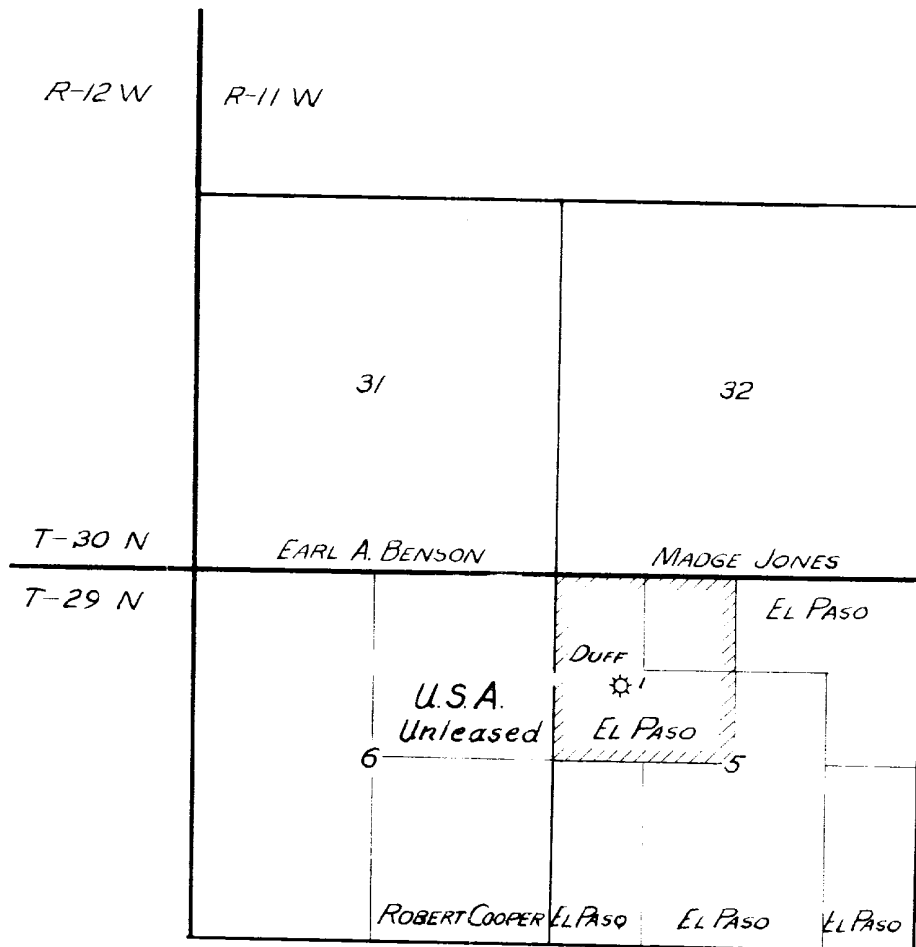 R-12 W
R-11 W
31
32
T-30 N
EARL A. BENSON
MADGE JONES
T-29 N
EL PASO
DUFF
1
U.S.A.
Unleased
EL PASO
6
5
ROBERT COOPER
EL PASO
EL PASO
EL PASO